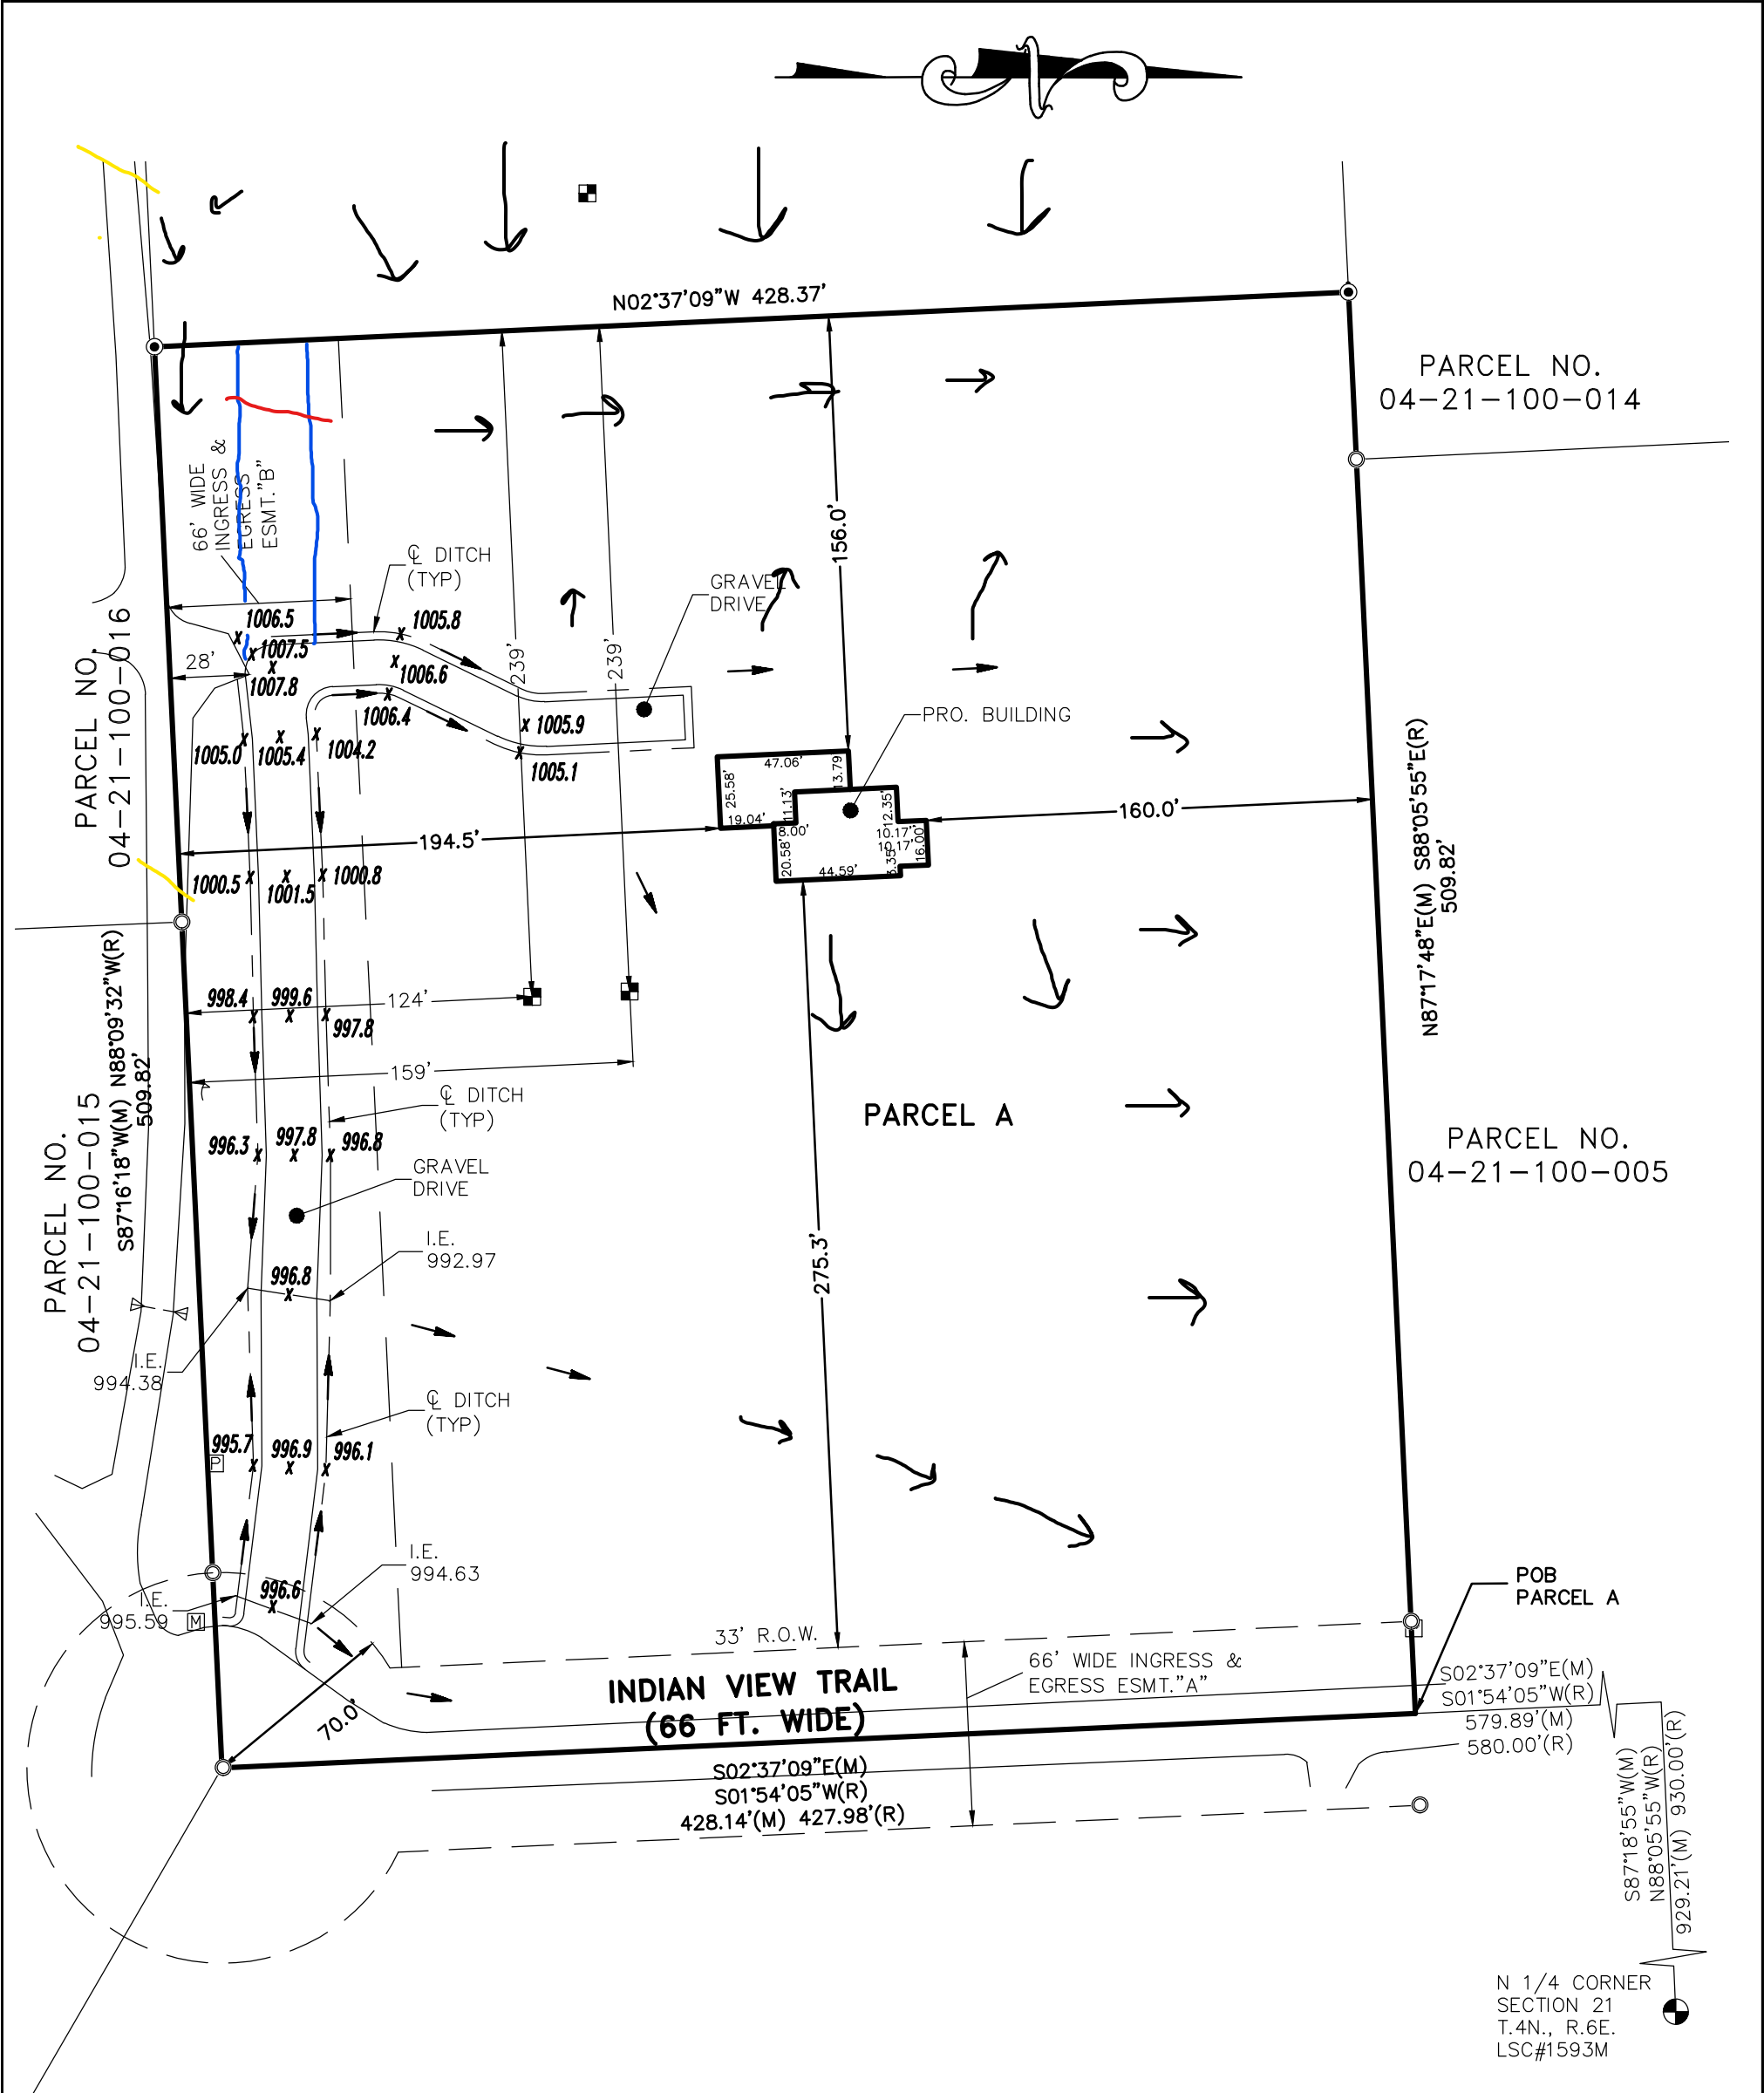 N
N02°37'09"W 428.37'
PARCEL NO.
04-21-100-014
66' WIDE
INGRESS &
EGRESS
ESMT."B"
℄ DITCH
(TYP)
156.0'
GRAVEL
DRIVE
1006.5
1005.8
1007.5
28'
1007.8
1006.6
239'
239'
PARCEL NO.
04-21-100-016
1006.4
1005.9
PRO. BUILDING
1005.0
1005.4
1004.2
1005.1
47.06'
13.79'
25.58'
11.13'
12.35'
19.04'
8.00'
10.17'
10.17'
16.00'
20.58'
44.59'
194.5'
160.0'
N87°17'48"E(M) S88°05'55"E(R)
509.82'
1000.5
1001.5
1000.8
998.4
999.6
997.8
124'
159'
S87°16'18"W(M) N88°09'32"W(R)
509.82'
PARCEL NO.
04-21-100-015
℄ DITCH
(TYP)
PARCEL A
996.3
997.8
996.8
PARCEL NO.
04-21-100-005
GRAVEL
DRIVE
I.E.
992.97
996.8
275.3'
I.E.
994.38
℄ DITCH
(TYP)
995.7
996.9
996.1
P
I.E.
994.63
996.6
I.E.
995.59
M
POB
PARCEL A
33' R.O.W.
66' WIDE INGRESS &
EGRESS ESMT."A"
INDIAN VIEW TRAIL
(66 FT. WIDE)
70.0'
S02°37'09"E(M)
S01°54'05"W(R)
579.89'(M)
580.00'(R)
S02°37'09"E(M)
S01°54'05"W(R)
428.14'(M) 427.98'(R)
S87°18'55"W(M)
N88°05'55"W(R)
929.21'(M) 930.00'(R)
N 1/4 CORNER
SECTION 21
T.4N., R.6E.
LSC#1593M